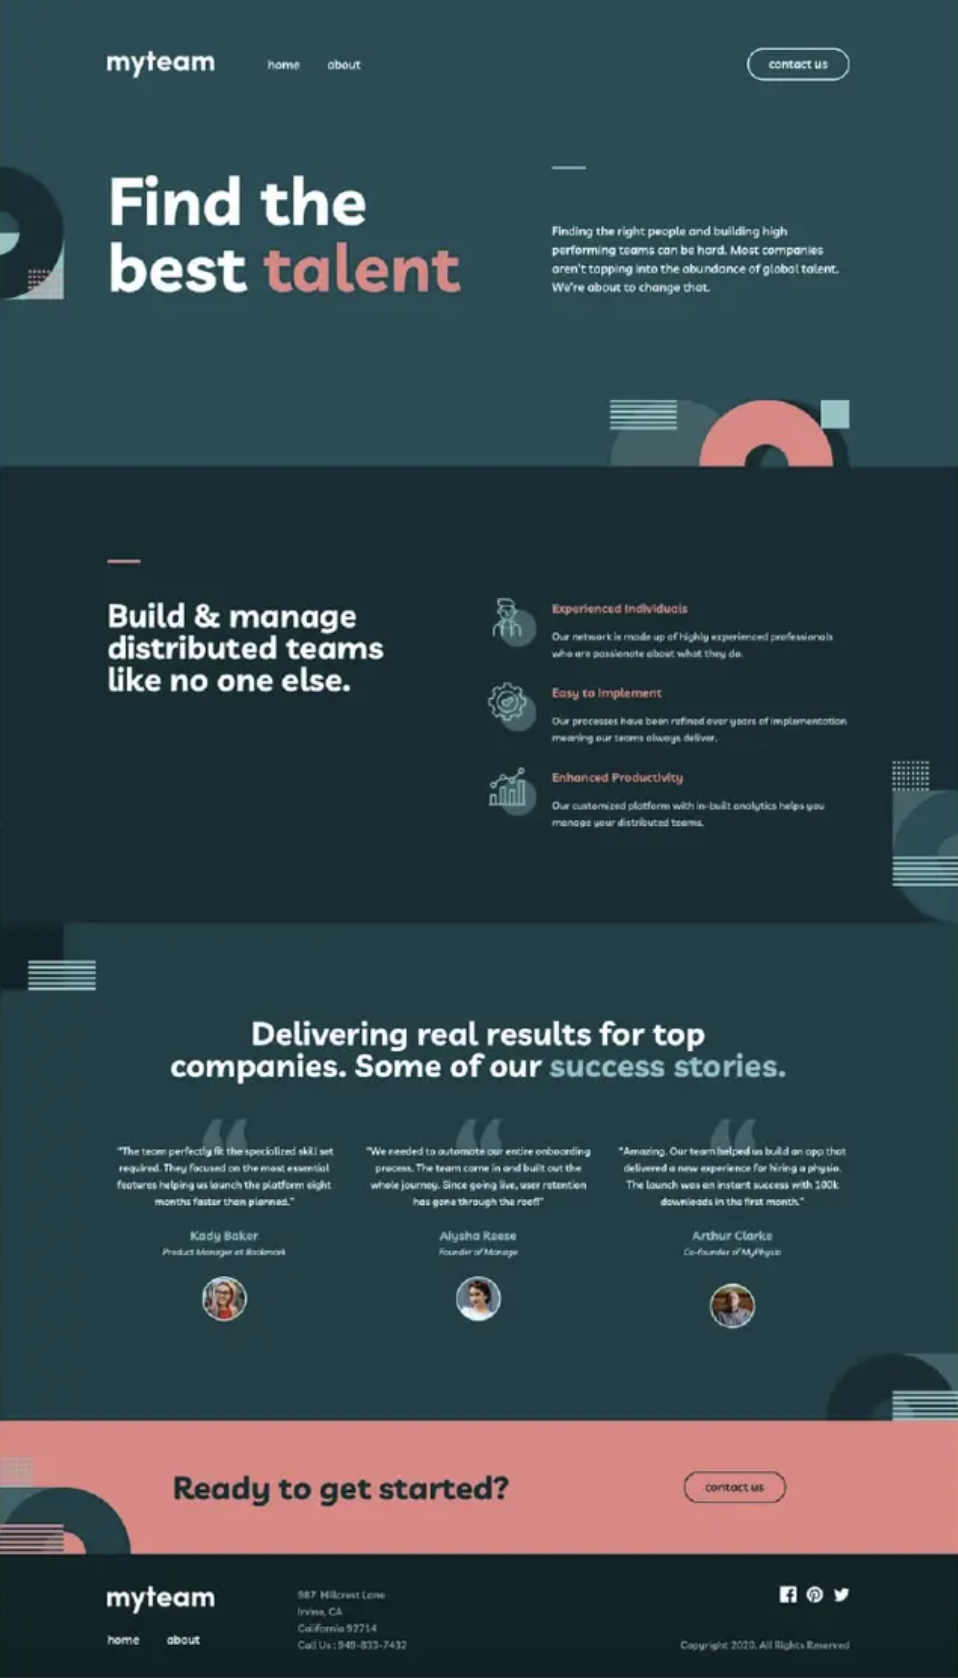 myteam
home
about
contact us
Find the
best talent
Finding the right people and building high
performing teams can be hard. Most companies
aren't tapping into the abundance of global talent.
We're about to change that.
Build & manage
distributed teams
like no one else.
Experienced Individuals
Our network is made up of highly experienced professionals
who are passionate about what they do.
Easy to Implement
Our processes have been refined over years of implementation
meaning our teams always deliver.
Enhanced Productivity
Our customized platform with in-built analytics helps you
manage your distributed teams.
Delivering real results for top
companies. Some of our success stories.
"The team perfectly fit the specialized skill set
required. They focused on the most essential
features helping us launch the platform eight
months faster than planned."
Kady Baker
Product Manager at Bookmark
"We needed to automate our entire onboarding
process. The team came in and built out the
whole journey. Since going live, user retention
has gone through the roof!"
Alysha Reese
Founder of Manage
"Amazing. Our team helped us build an app that
delivered a new experience for hiring a physio.
The launch was an instant success with 100k
downloads in the first month."
Arthur Clarke
Co-founder of MyPhysio
Ready to get started?
contact us
myteam
home
about
987 Hillcrest Lane
Irvine, CA
California 92714
Call Us : 949-833-7432
Copyright 2020. All Rights Reserved